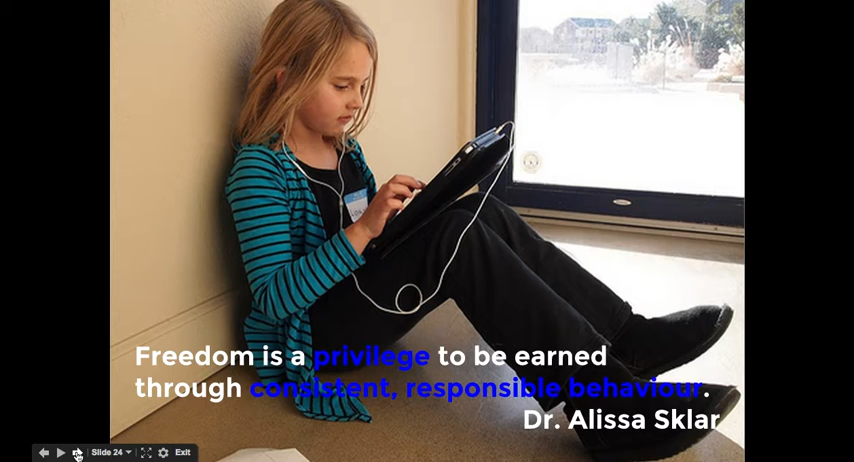 Freedom is a privilege to be earned
through consistent, responsible behaviour.
Dr. Alissa Sklar
Slide 24
Exit